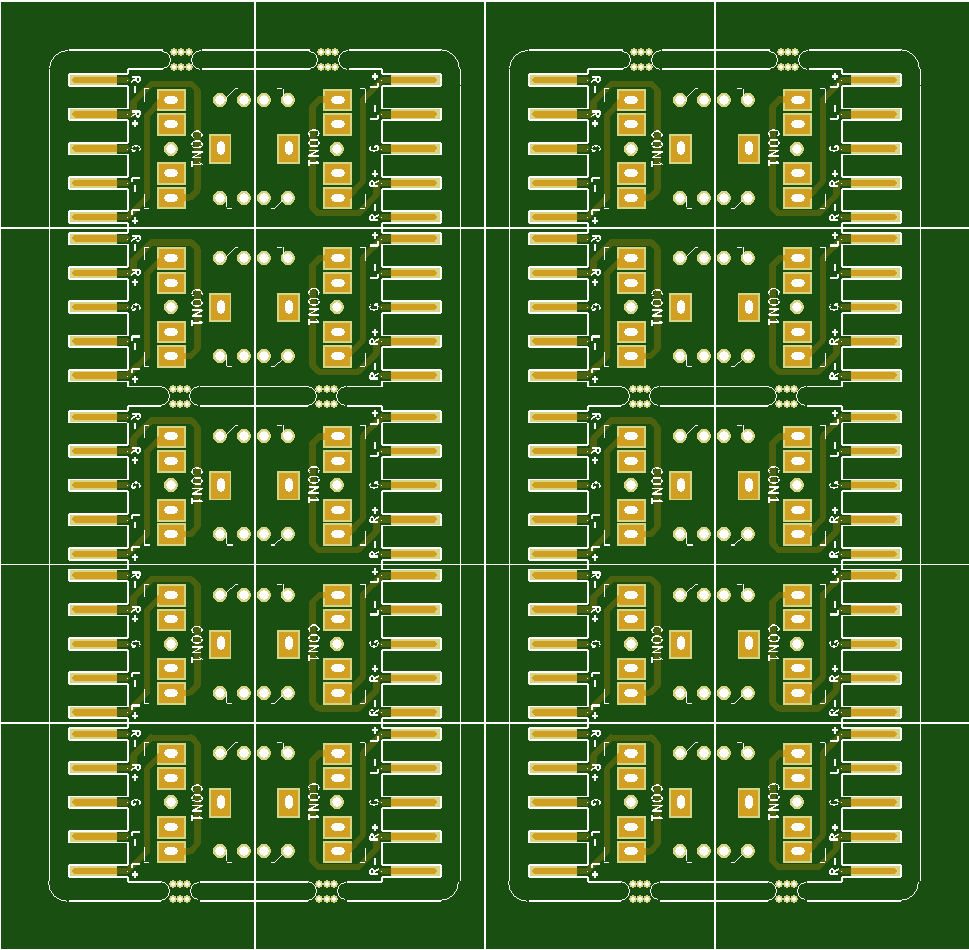 R-
R+
G
L-
L+
CON1
CON1
L+
L-
G
R+
R-
R-
R+
G
L-
L+
CON1
CON1
L+
L-
G
R+
R-
R-
R+
G
L-
L+
CON1
CON1
L+
L-
G
R+
R-
R-
R+
G
L-
L+
CON1
CON1
L+
L-
G
R+
R-
R-
R+
G
L-
L+
CON1
CON1
L+
L-
G
R+
R-
R-
R+
G
L-
L+
CON1
CON1
L+
L-
G
R+
R-
R-
R+
G
L-
L+
CON1
CON1
L+
L-
G
R+
R-
R-
R+
G
L-
L+
CON1
CON1
L+
L-
G
R+
R-
R-
R+
G
L-
L+
CON1
CON1
L+
L-
G
R+
R-
R-
R+
G
L-
L+
CON1
CON1
L+
L-
G
R+
R-